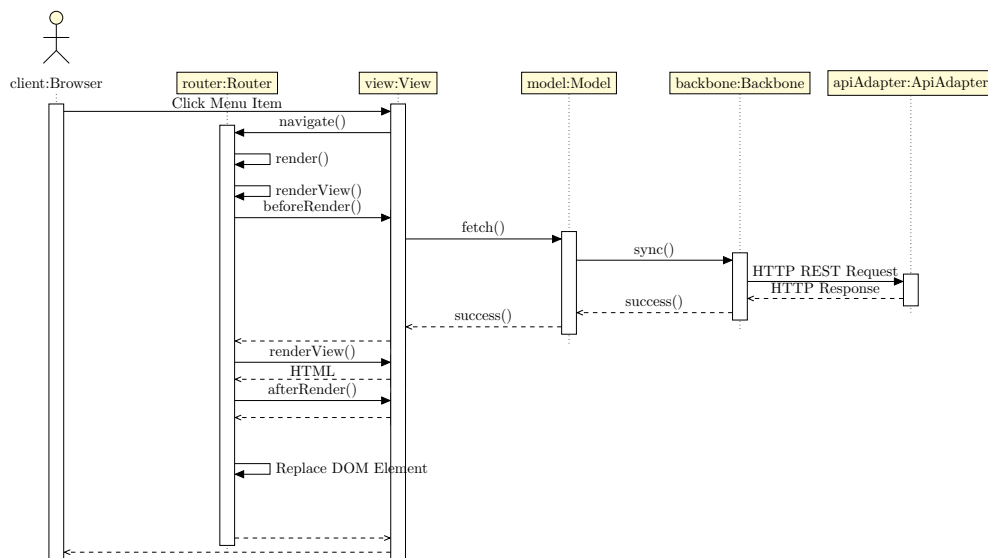 client:Browser router:Router view:View model:Model backbone:Backbone apiAdapter:ApiAdapter
Click Menu Item
navigate()
render()
renderView()
beforeRender()
fetch()
sync()
HTTP REST Request
HTTP Response
success()
success()
renderView()
HTML
afterRender()
Replace DOM Element